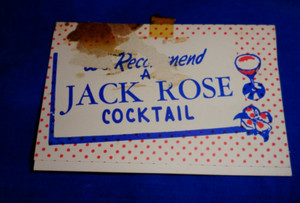 Recommend
A
JACK ROSE
COCKTAIL